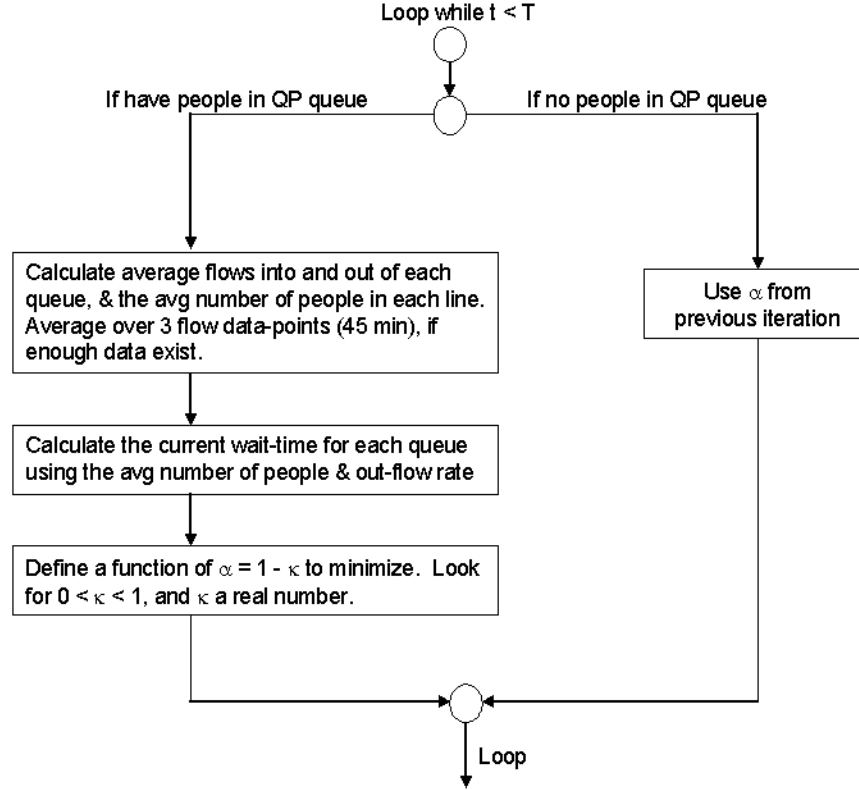 Loop while t < T
If have people in QP queue
If no people in QP queue
Calculate average flows into and out of each
queue, & the avg number of people in each line.
Average over 3 flow data-points (45 min), if
enough data exist.
Use α from
previous iteration
Calculate the current wait-time for each queue
using the avg number of people & out-flow rate
Define a function of α = 1 - κ to minimize. Look
for 0 < κ < 1, and κ a real number.
Loop